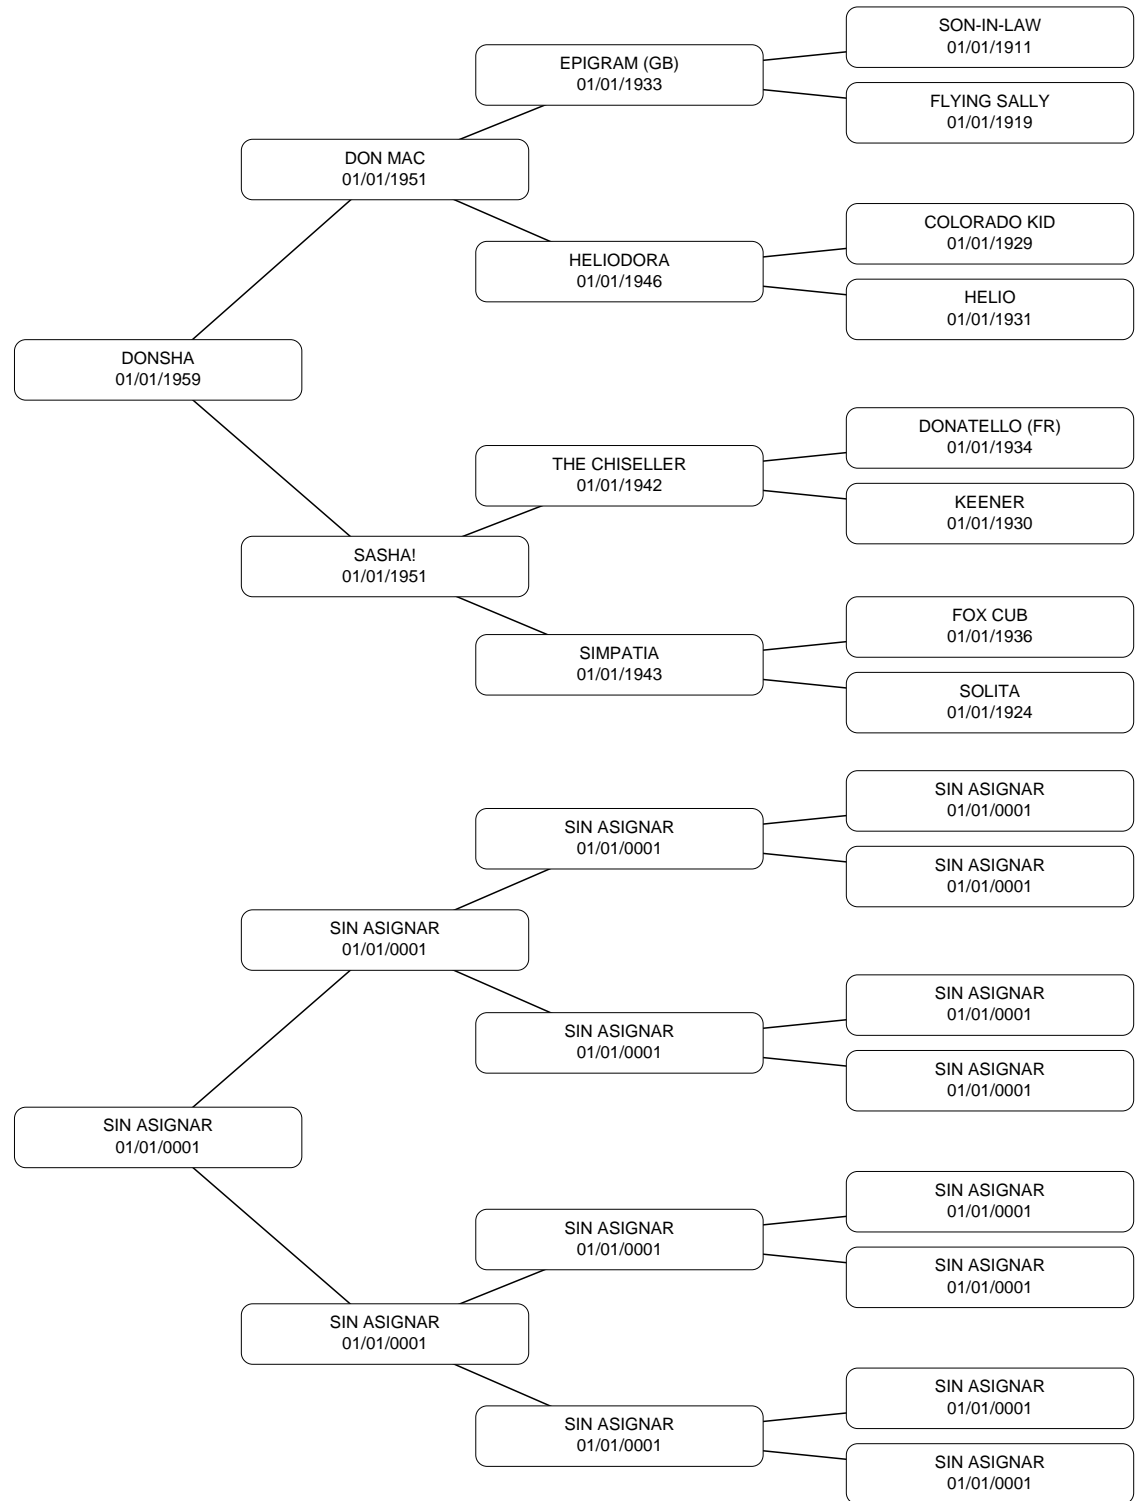 SON-IN-LAW
01/01/1911
EPIGRAM (GB)
01/01/1933
FLYING SALLY
01/01/1919
DON MAC
01/01/1951
COLORADO KID
01/01/1929
HELIODORA
01/01/1946
HELIO
01/01/1931
DONSHA
01/01/1959
DONATELLO (FR)
01/01/1934
THE CHISELLER
01/01/1942
KEENER
01/01/1930
SASHA!
01/01/1951
FOX CUB
01/01/1936
SIMPATIA
01/01/1943
SOLITA
01/01/1924
SIN ASIGNAR
01/01/0001
SIN ASIGNAR
01/01/0001
SIN ASIGNAR
01/01/0001
SIN ASIGNAR
01/01/0001
SIN ASIGNAR
01/01/0001
SIN ASIGNAR
01/01/0001
SIN ASIGNAR
01/01/0001
SIN ASIGNAR
01/01/0001
SIN ASIGNAR
01/01/0001
SIN ASIGNAR
01/01/0001
SIN ASIGNAR
01/01/0001
SIN ASIGNAR
01/01/0001
SIN ASIGNAR
01/01/0001
SIN ASIGNAR
01/01/0001
SIN ASIGNAR
01/01/0001